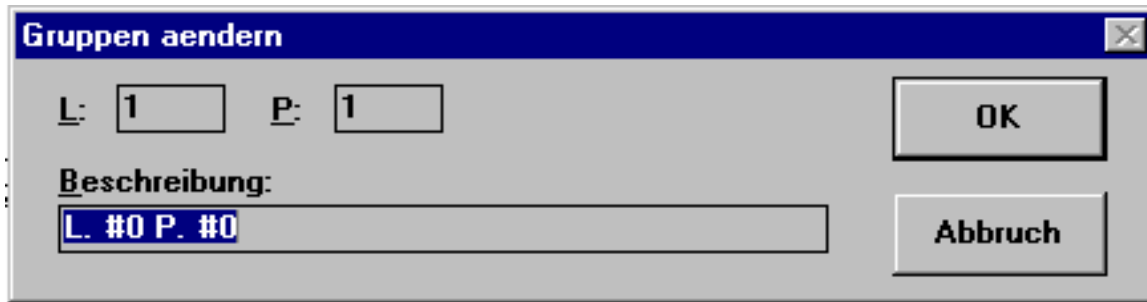 Gruppen aendern
L: 1 P: 1 OK
Beschreibung:
L. #0 P. #0 Abbruch